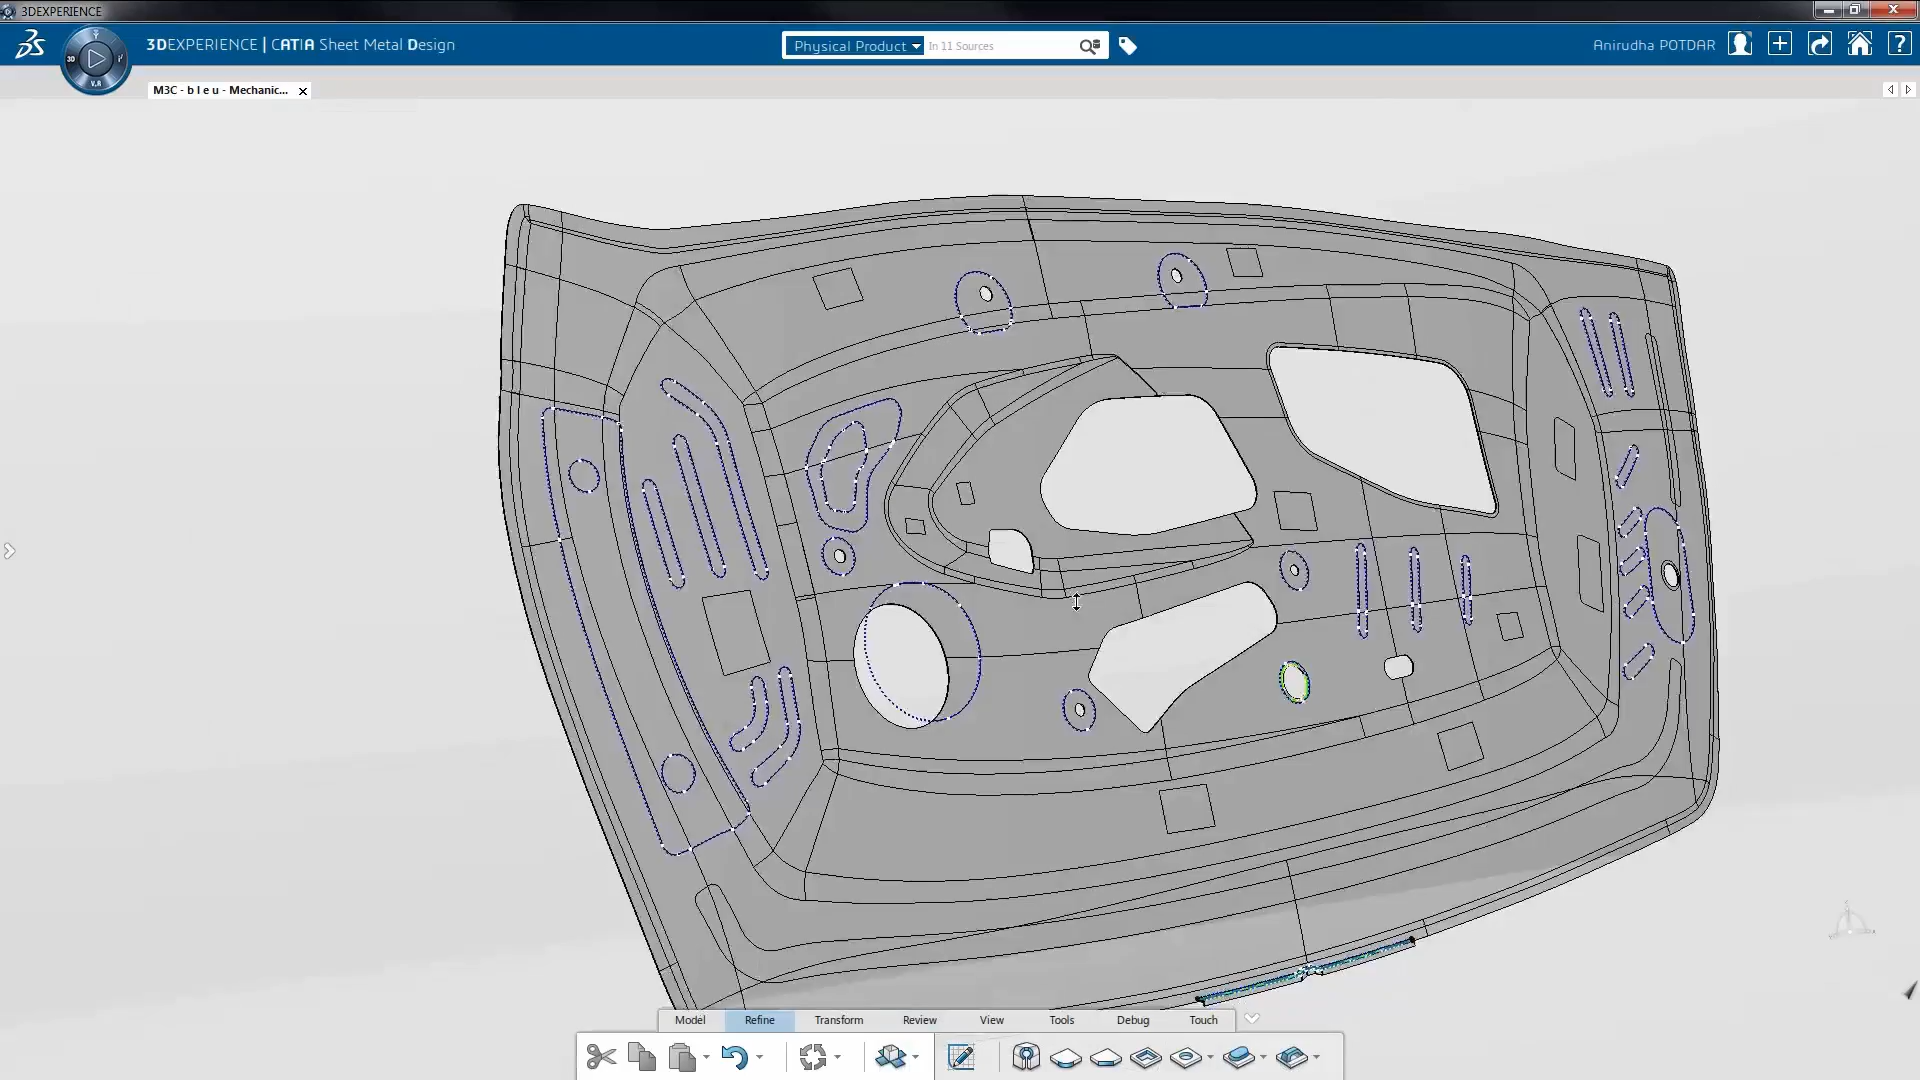 3DEXPERIENCE
3DEXPERIENCE | CATIA Sheet Metal Design
3D
V.R
Physical Product
In 11 Sources
Anirudha POTDAR
M3C - b l e u - Mechanic...
Model
Refine
Transform
Review
View
Tools
Debug
Touch